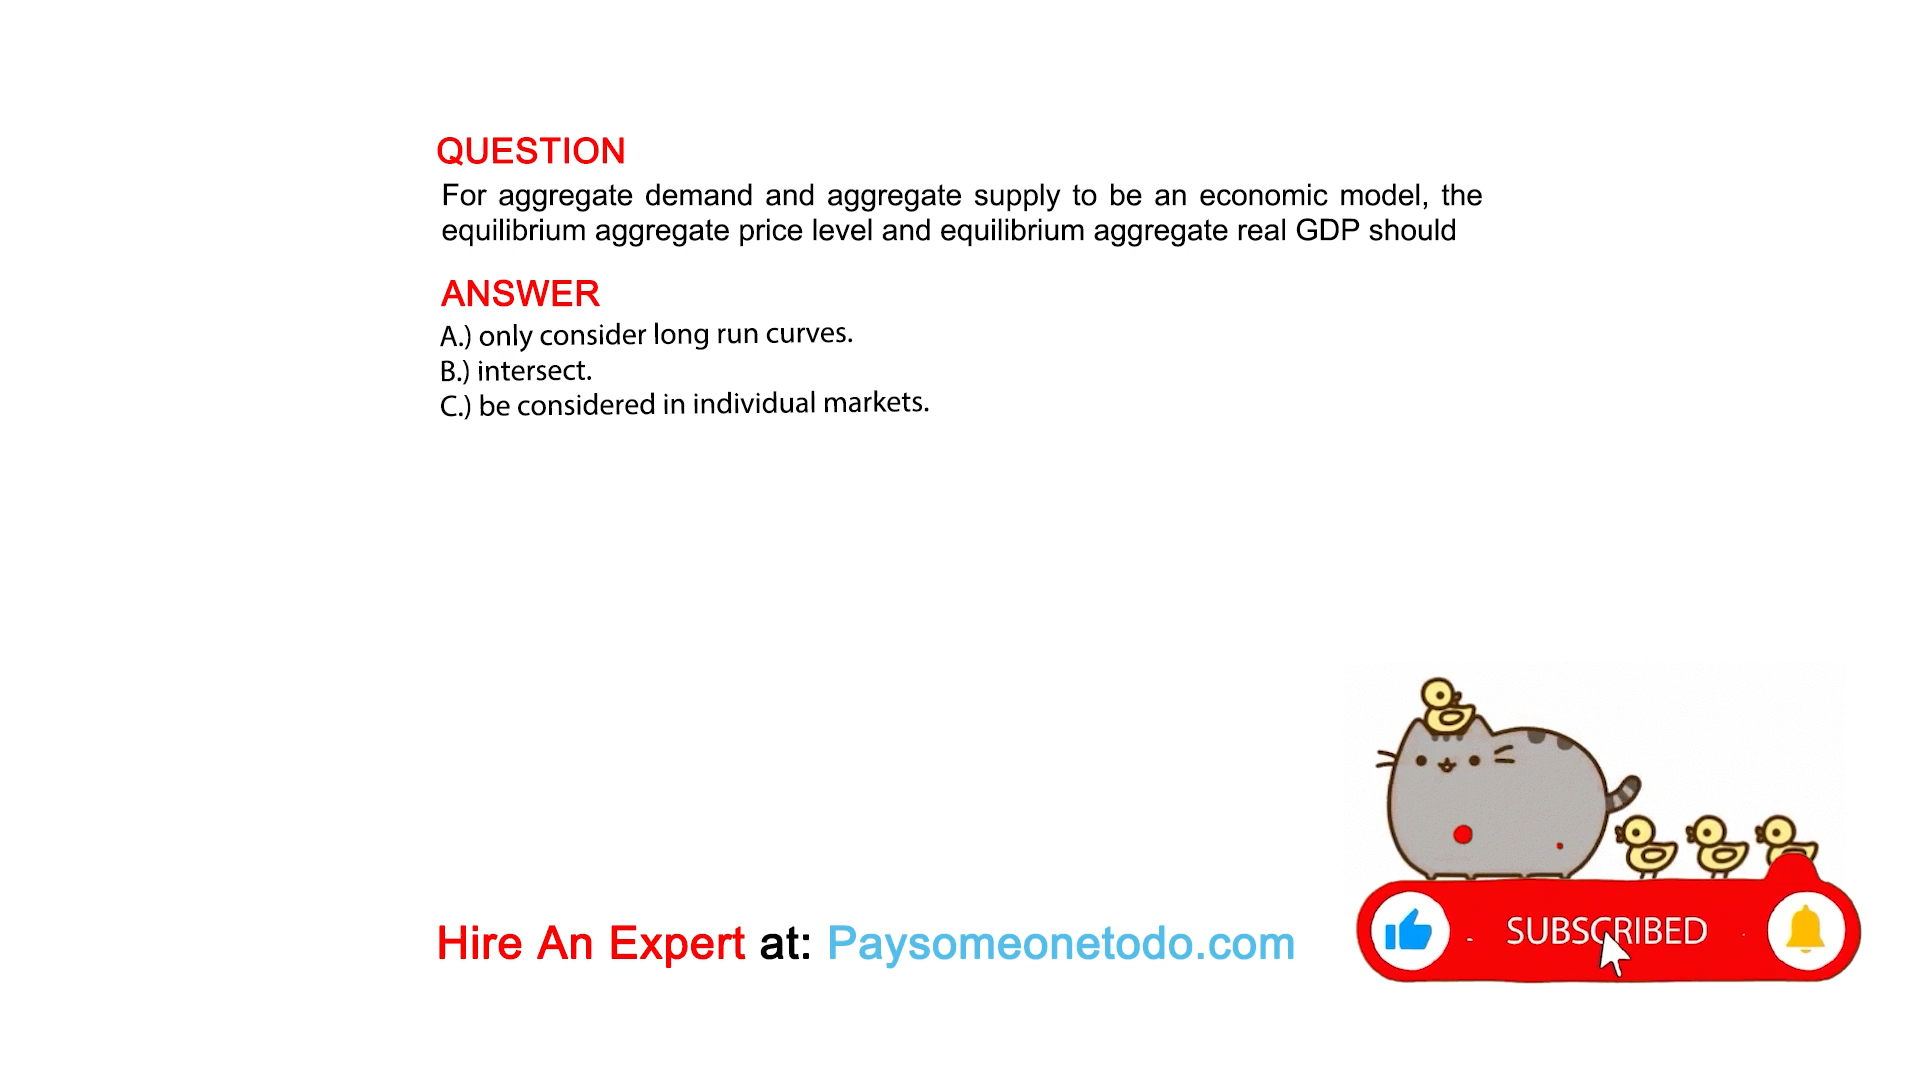 QUESTION
For aggregate demand and aggregate supply to be an economic model, the
equilibrium aggregate price level and equilibrium aggregate real GDP should
ANSWER
A.) only consider long run curves.
B.) intersect.
C.) be considered in individual markets.
Hire An Expert at: Paysomeonetodo.com
SUBSCRIBED